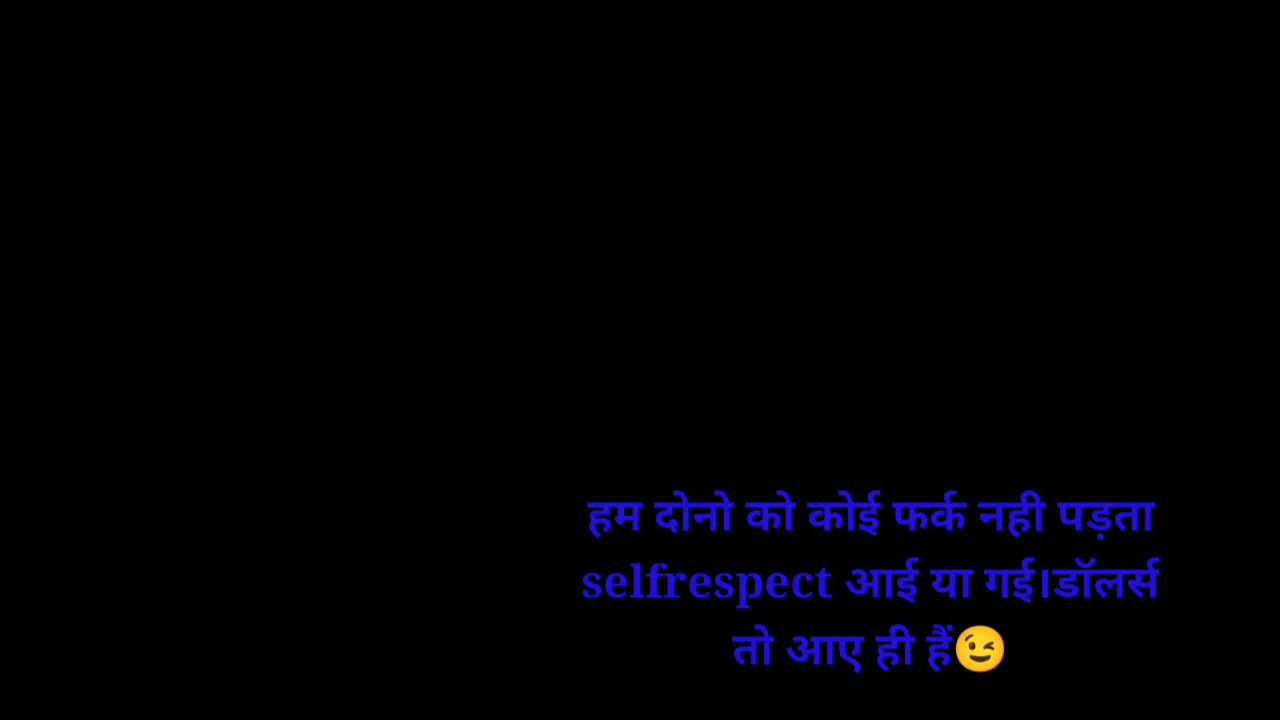 हम दोनो को कोई फर्क नही पड़ता
selfrespect आई या गई।डॉलर्स
तो आए ही हैं😉